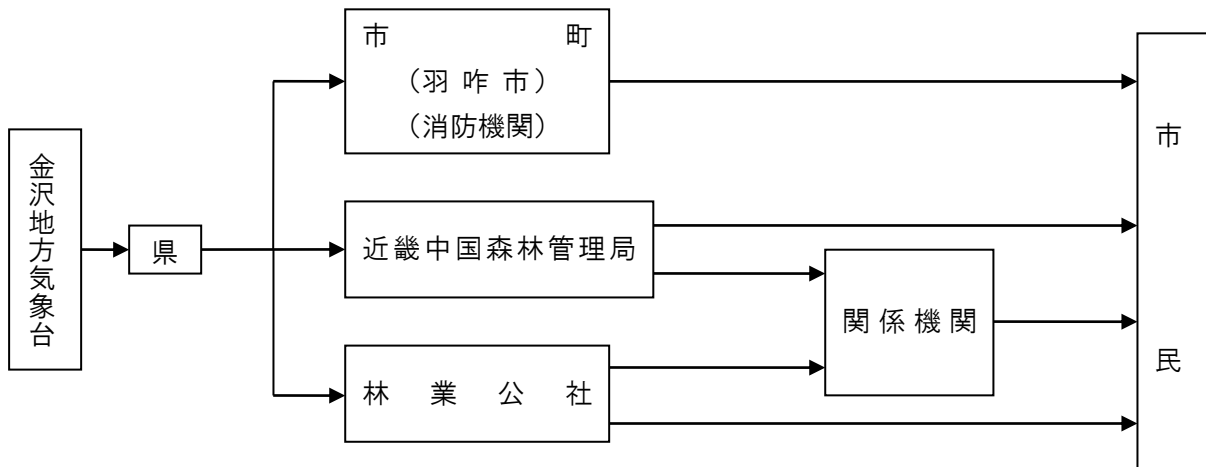 金沢地方気象台
県
市町
（羽咋市）
（消防機関）
近畿中国森林管理局
林業公社
関係機関
市民